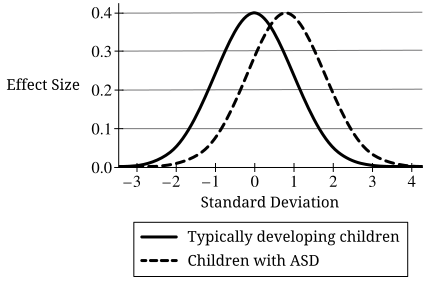 0.4
0.3
Effect Size
0.2
0.1
0.0
−3 −2 −1 0 1 2 3 4
Standard Deviation
Typically developing children
Children with ASD